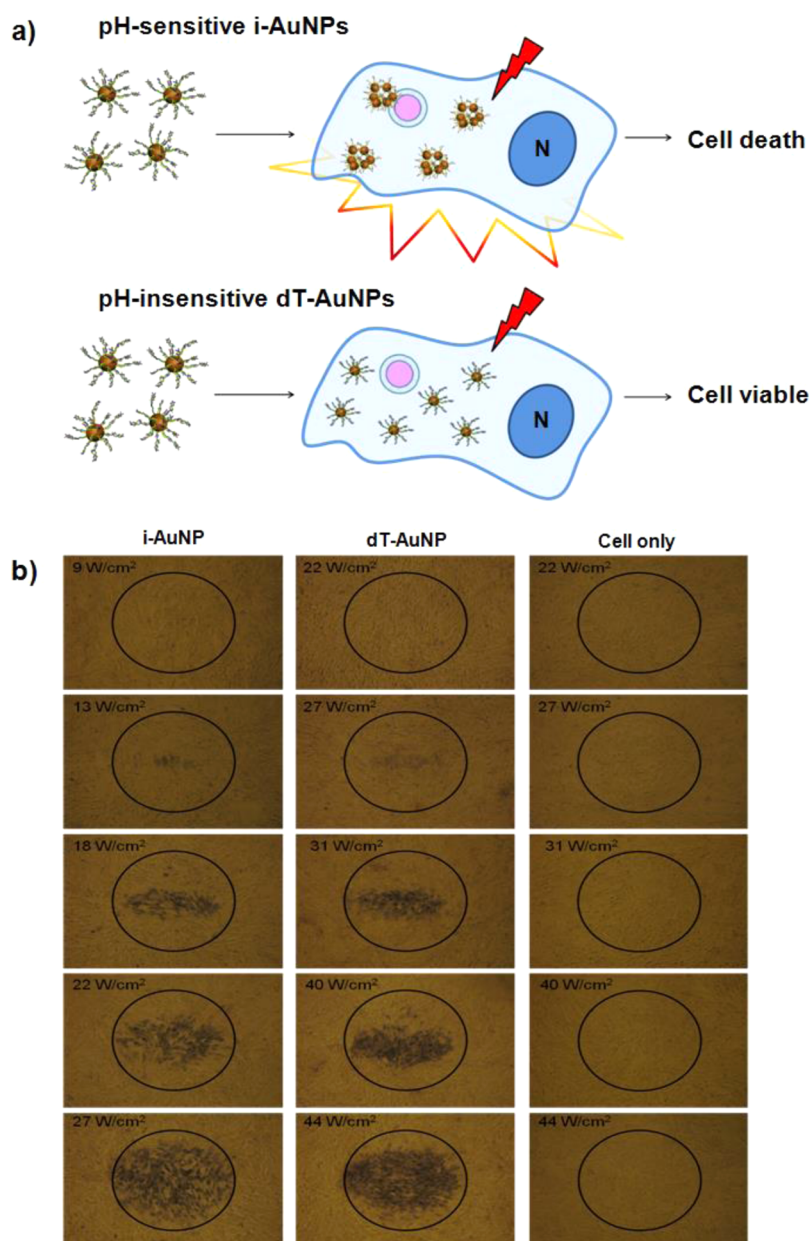 a)
pH-sensitive i-AuNPs
N
Cell death
pH-insensitive dT-AuNPs
N
Cell viable
b)
i-AuNP dT-AuNP Cell only
9 W/cm² 22 W/cm² 22 W/cm²
13 W/cm² 27 W/cm² 27 W/cm²
18 W/cm² 31 W/cm² 31 W/cm²
22 W/cm² 40 W/cm² 40 W/cm²
27 W/cm² 44 W/cm² 44 W/cm²